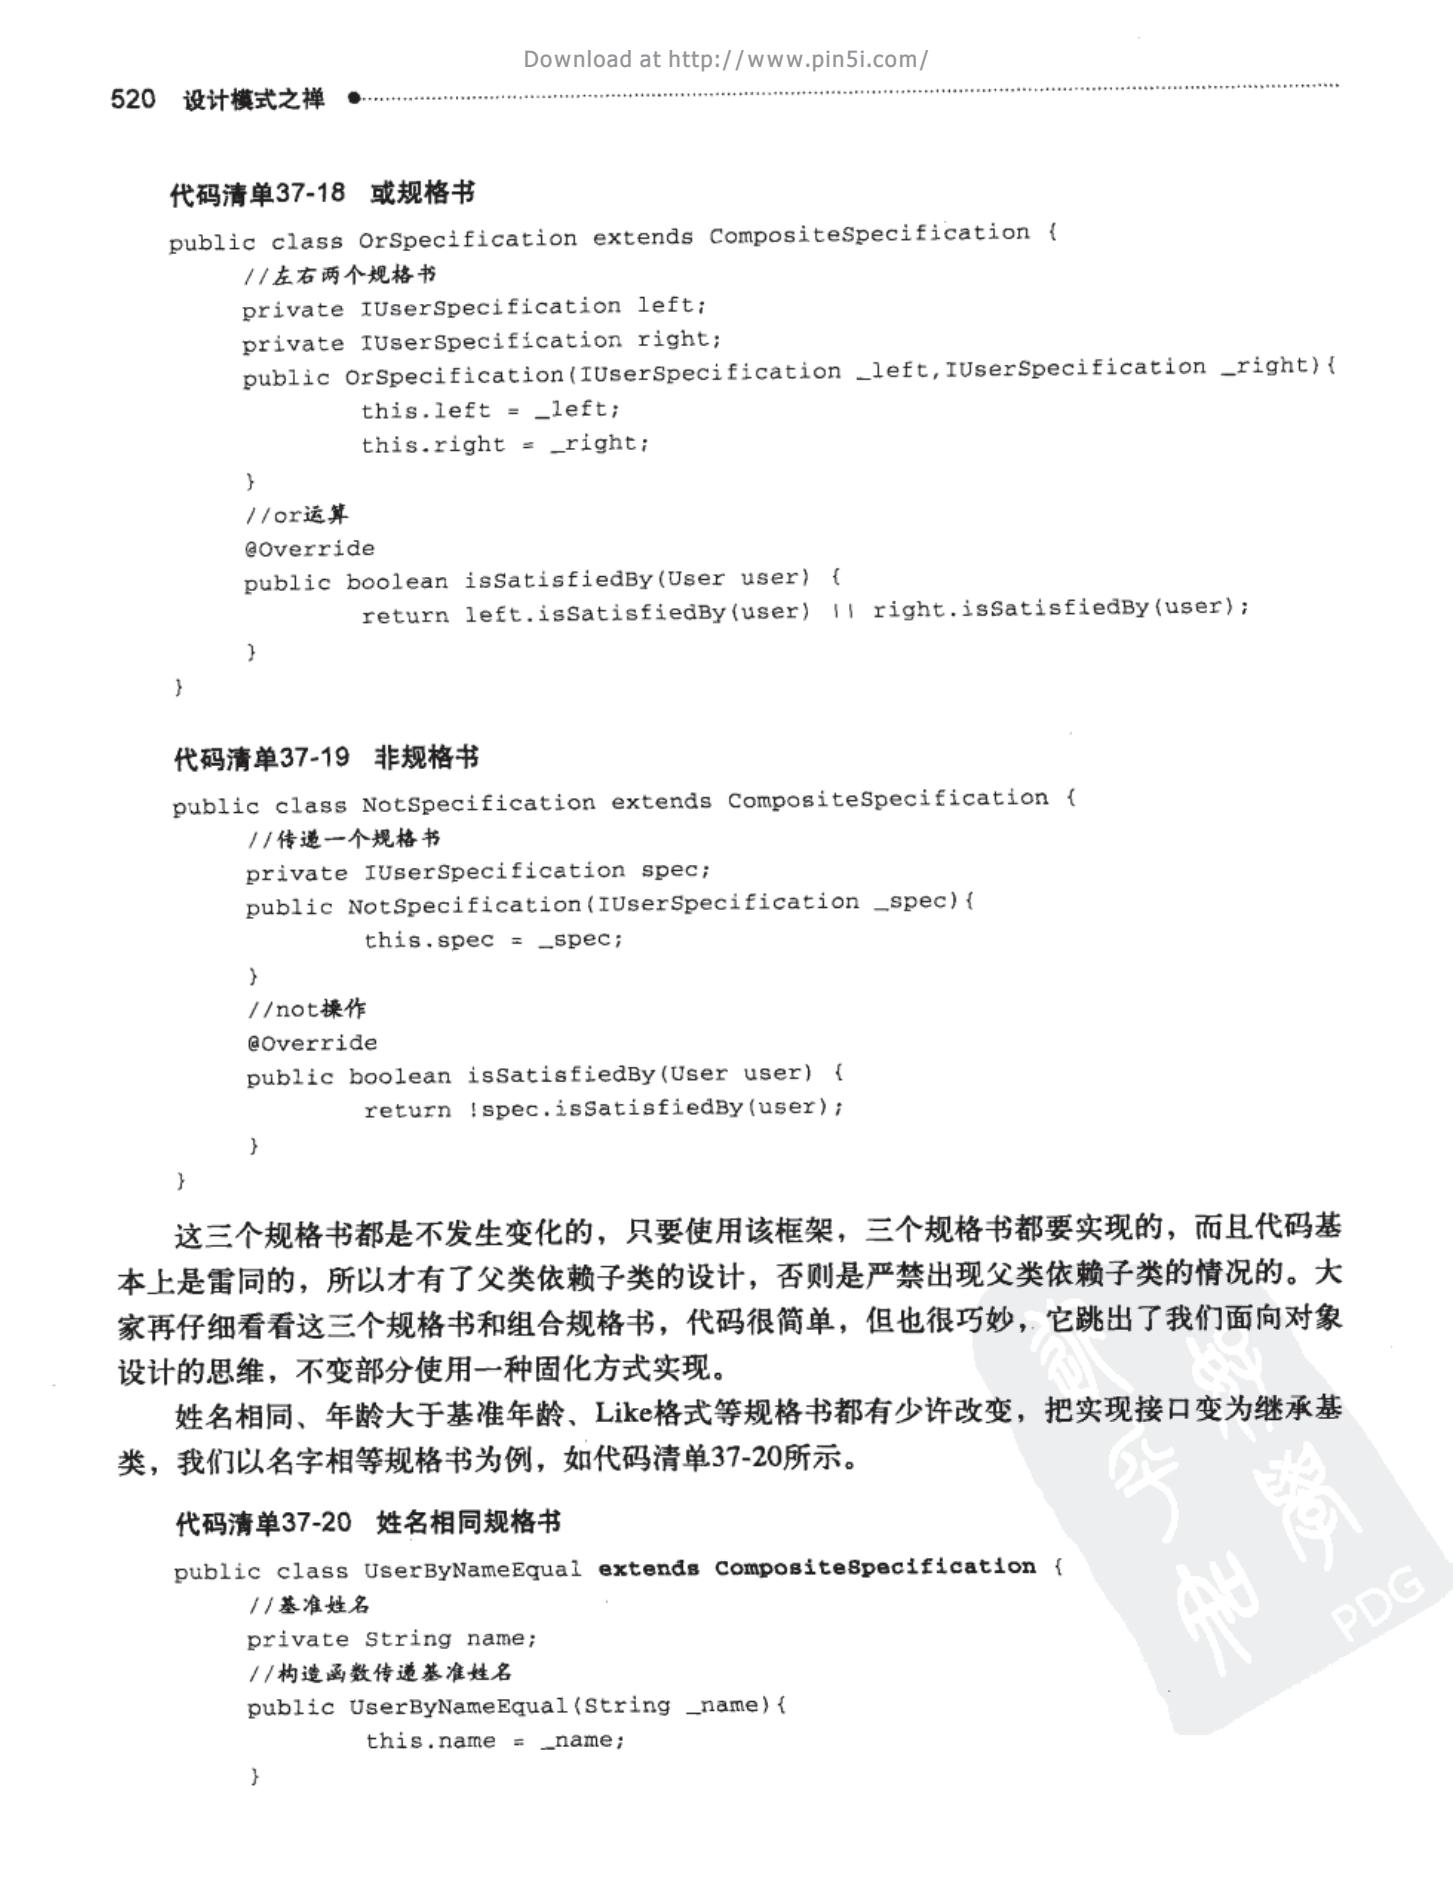 Download at http://www.pin5i.com/
520 设计模式之禅
代码清单37-18 或规格书
public class OrSpecification extends CompositeSpecification {
//左右两个规格书
private IUserSpecification left;
private IUserSpecification right;
public OrSpecification(IUserSpecification _left,IUserSpecification _right){
this.left = _left;
this.right = _right;
}
//or运算
@Override
public boolean isSatisfiedBy(User user) {
return left.isSatisfiedBy(user) || right.isSatisfiedBy(user);
}
}
代码清单37-19 非规格书
public class NotSpecification extends CompositeSpecification {
//传递一个规格书
private IUserSpecification spec;
public NotSpecification(IUserSpecification _spec){
this.spec = _spec;
}
//not操作
@Override
public boolean isSatisfiedBy(User user) {
return !spec.isSatisfiedBy(user);
}
}
这三个规格书都是不发生变化的，只要使用该框架，三个规格书都要实现的，而且代码基
本上是雷同的，所以才有了父类依赖子类的设计，否则是严禁出现父类依赖子类的情况的。大
家再仔细看看这三个规格书和组合规格书，代码很简单，但也很巧妙，它跳出了我们面向对象
设计的思维，不变部分使用一种固化方式实现。
姓名相同、年龄大于基准年龄、Like格式等规格书都有少许改变，把实现接口变为继承基
类，我们以名字相等规格书为例，如代码清单37-20所示。
代码清单37-20 姓名相同规格书
public class UserByNameEqual extends CompositeSpecification {
//基准姓名
private String name;
//构造函数传递基准姓名
public UserByNameEqual(String _name){
this.name = _name;
}
PDG